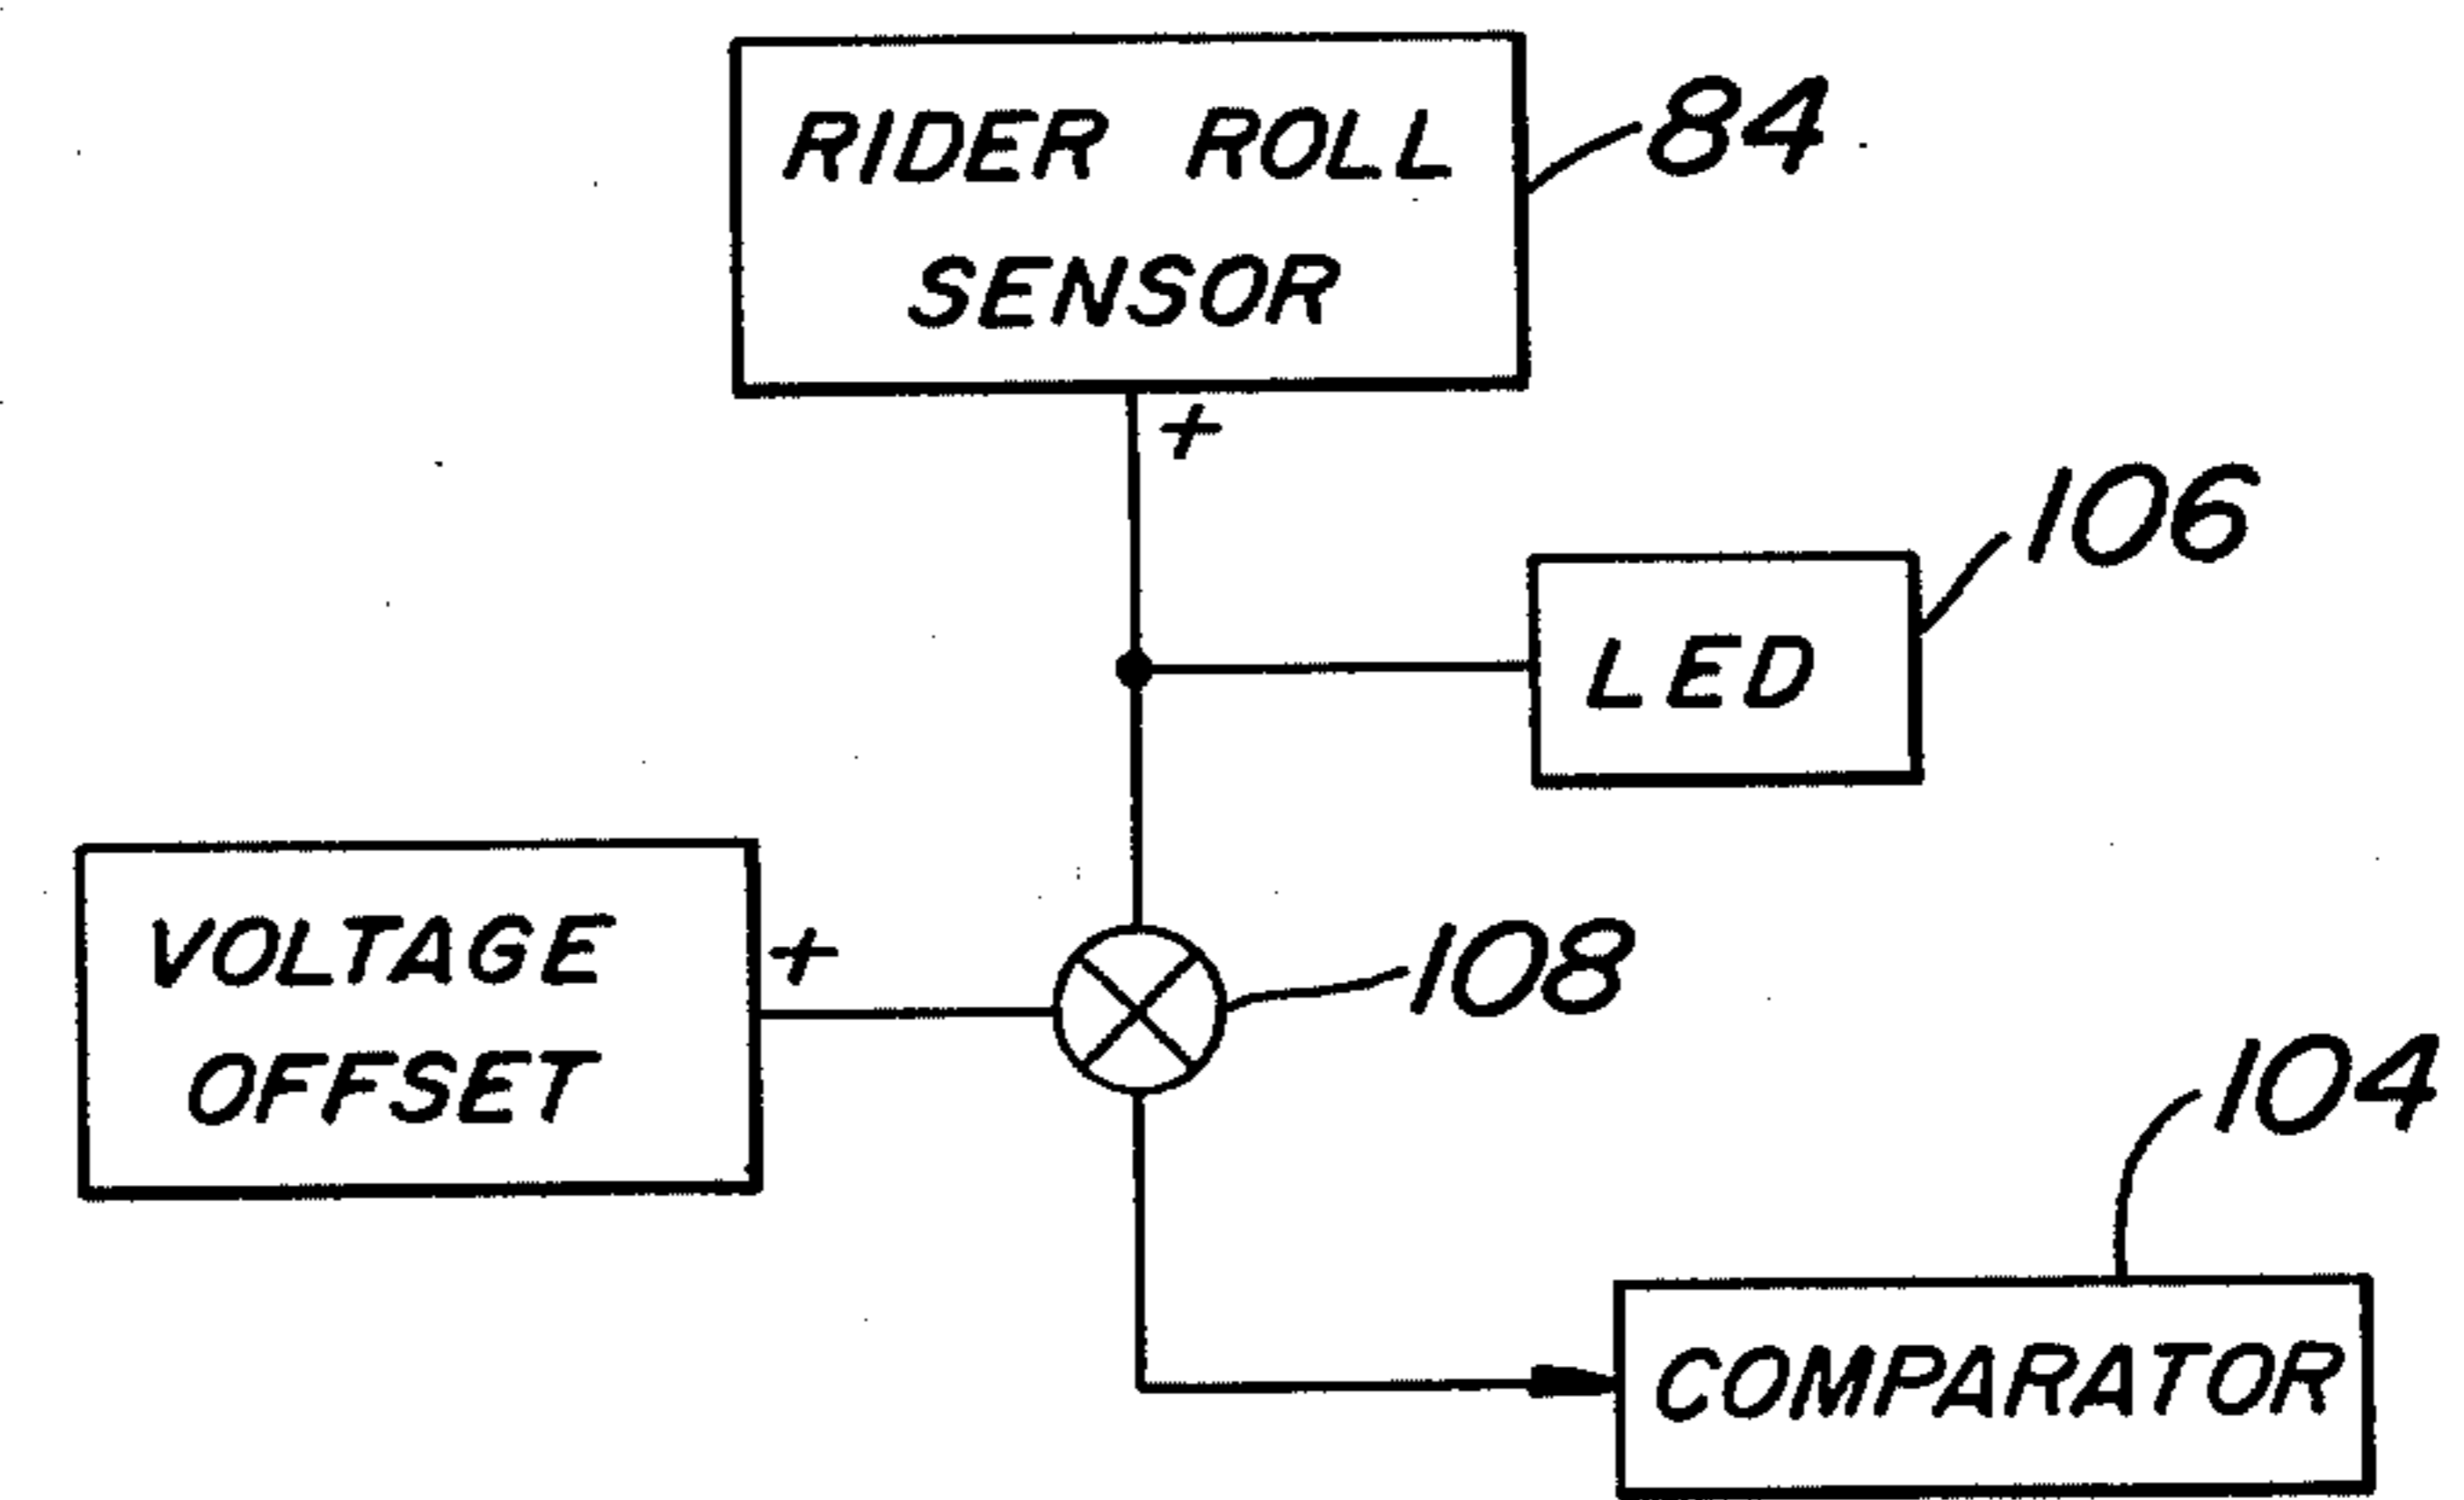 RIDER ROLL
SENSOR
84
+
106
LED
VOLTAGE
OFFSET
+
108
104
COMPARATOR